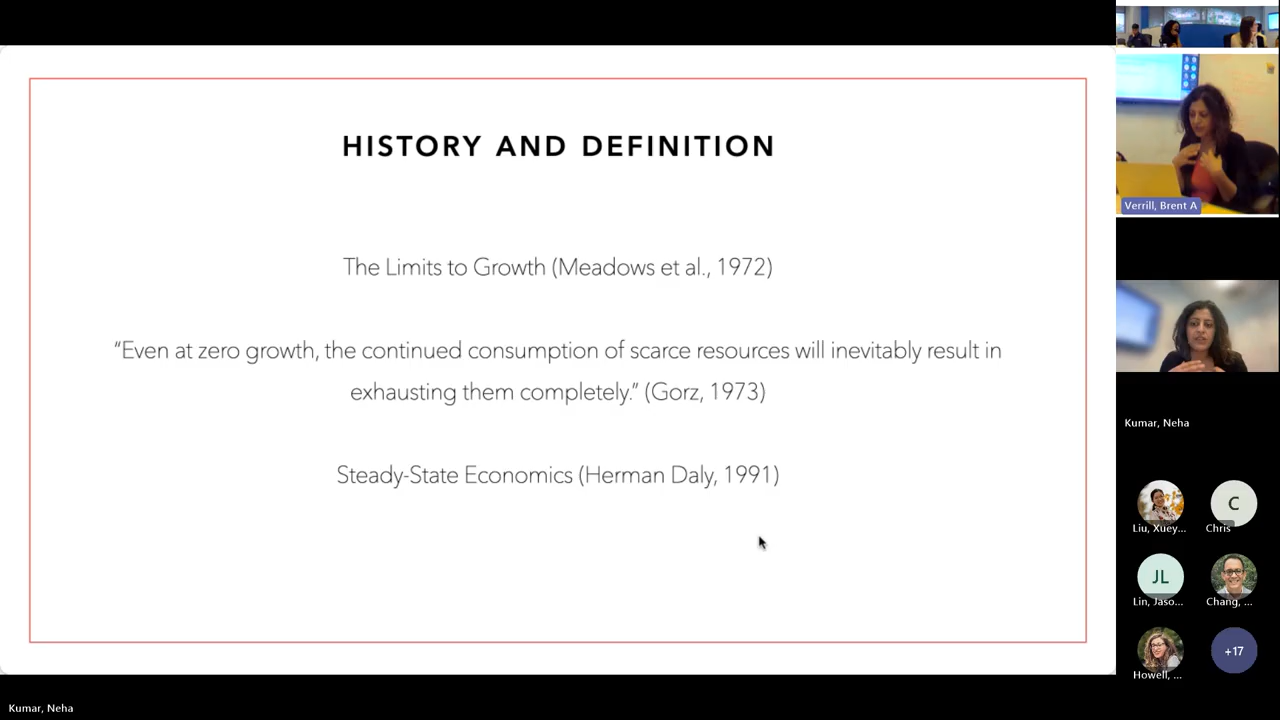 HISTORY AND DEFINITION
The Limits to Growth (Meadows et al., 1972)
“Even at zero growth, the continued consumption of scarce resources will inevitably result in
exhausting them completely.” (Gorz, 1973)
Steady-State Economics (Herman Daly, 1991)
Verrill, Brent A
Kumar, Neha
C
Liu, Xuey...
Chris
JL
Lin, Jaso...
Chang, ...
+17
Howell, ...
Kumar, Neha